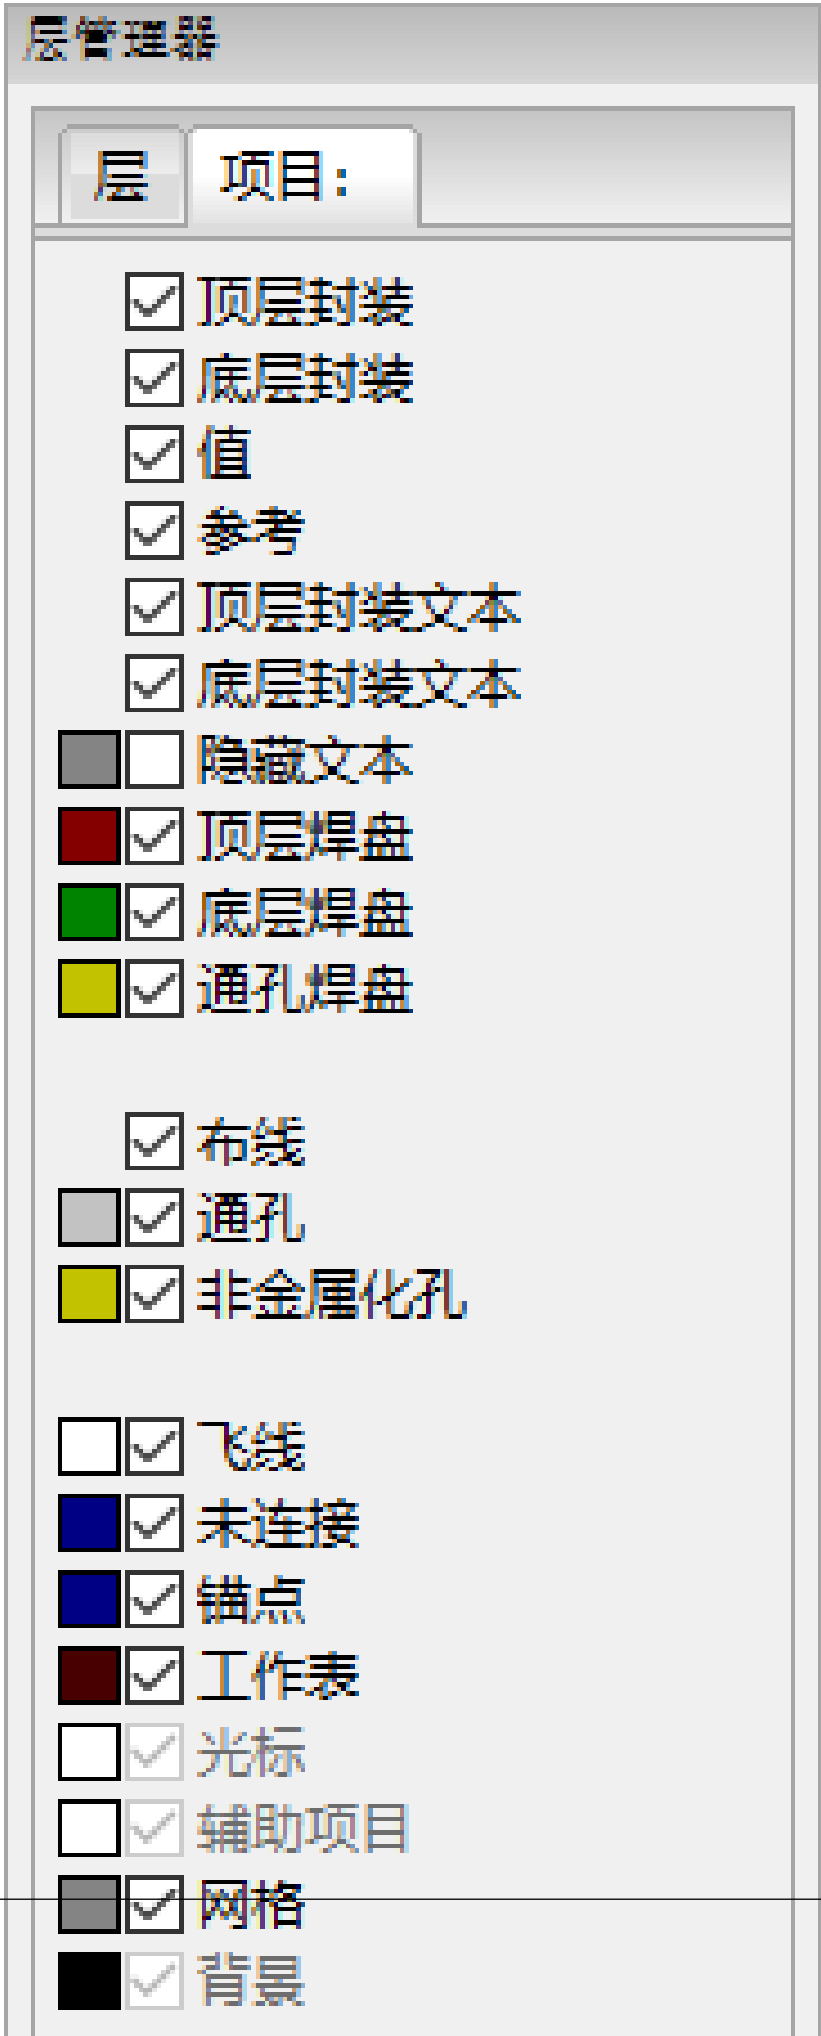 层管理器
层 项目:
顶层封装
底层封装
值
参考
顶层封装文本
底层封装文本
隐藏文本
顶层焊盘
底层焊盘
通孔焊盘
布线
通孔
非金属化孔
飞线
未连接
锚点
工作表
光标
辅助项目
网格
背景